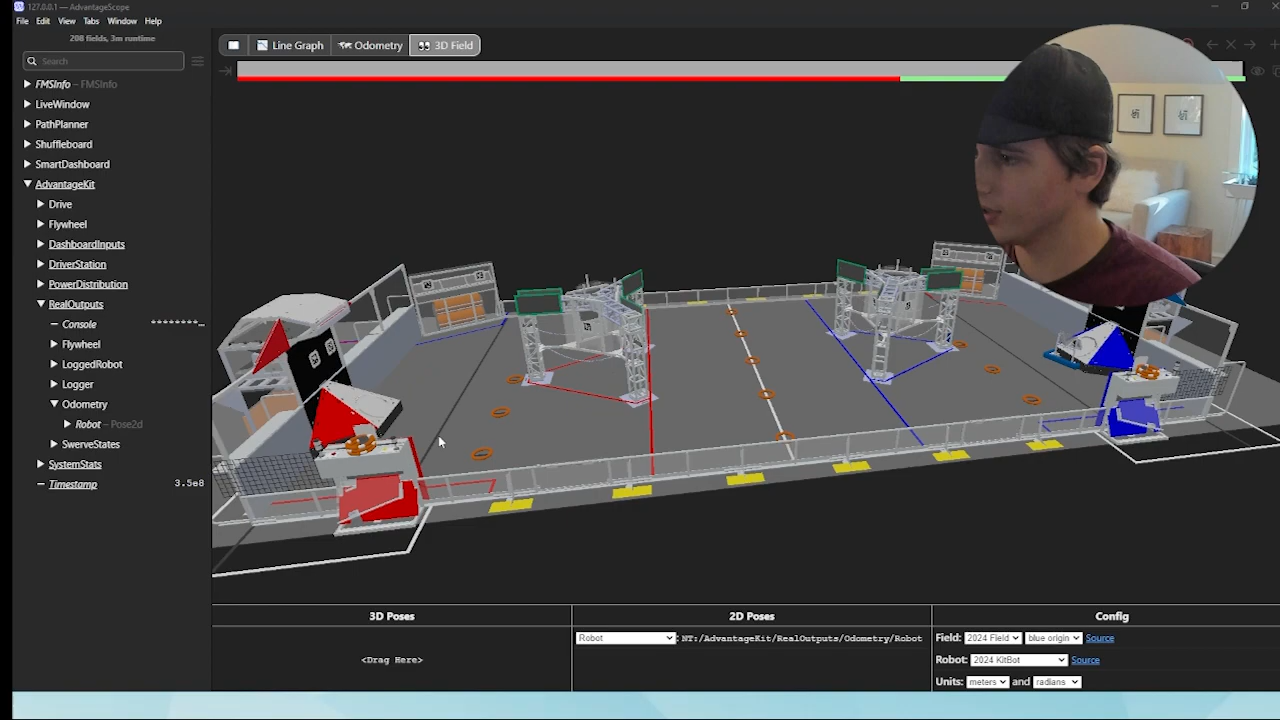 127.0.0.1 — AdvantageScope
File Edit View Tabs Window Help
208 fields, 3m runtime
Line Graph Odometry 3D Field
Search
FMSInfo – FMSInfo
LiveWindow
PathPlanner
Shuffleboard
SmartDashboard
AdvantageKit
Drive
Flywheel
DashboardInputs
DriverStation
PowerDistribution
RealOutputs
Console
Flywheel
LoggedRobot
Logger
Odometry
Robot – Pose2d
SwerveStates
SystemStats
Timestamp 3.5e8
3D Poses 2D Poses Config
<Drag Here>
Robot : NT:/AdvantageKit/RealOutputs/Odometry/Robot
Field: 2024 Field blue origin Source
Robot: 2024 KitBot Source
Units: meters and radians